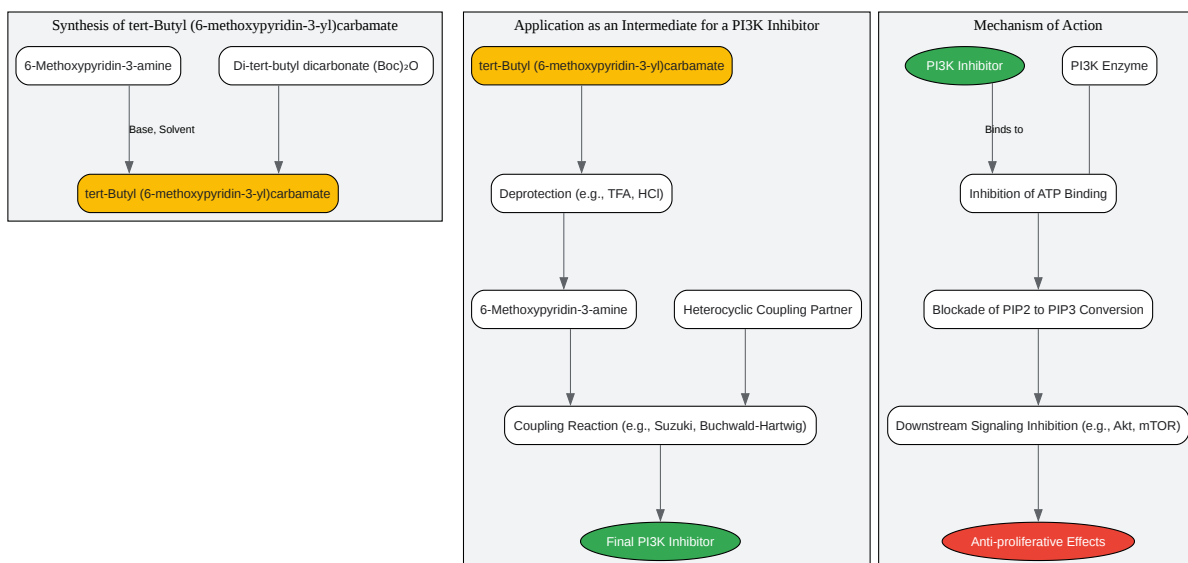 Synthesis of tert-Butyl (6-methoxypyridin-3-yl)carbamate
6-Methoxypyridin-3-amine
Di-tert-butyl dicarbonate (Boc)₂O
Base, Solvent
tert-Butyl (6-methoxypyridin-3-yl)carbamate
Application as an Intermediate for a PI3K Inhibitor
tert-Butyl (6-methoxypyridin-3-yl)carbamate
Deprotection (e.g., TFA, HCl)
6-Methoxypyridin-3-amine
Heterocyclic Coupling Partner
Coupling Reaction (e.g., Suzuki, Buchwald-Hartwig)
Final PI3K Inhibitor
Mechanism of Action
PI3K Inhibitor
PI3K Enzyme
Binds to
Inhibition of ATP Binding
Blockade of PIP2 to PIP3 Conversion
Downstream Signaling Inhibition (e.g., Akt, mTOR)
Anti-proliferative Effects